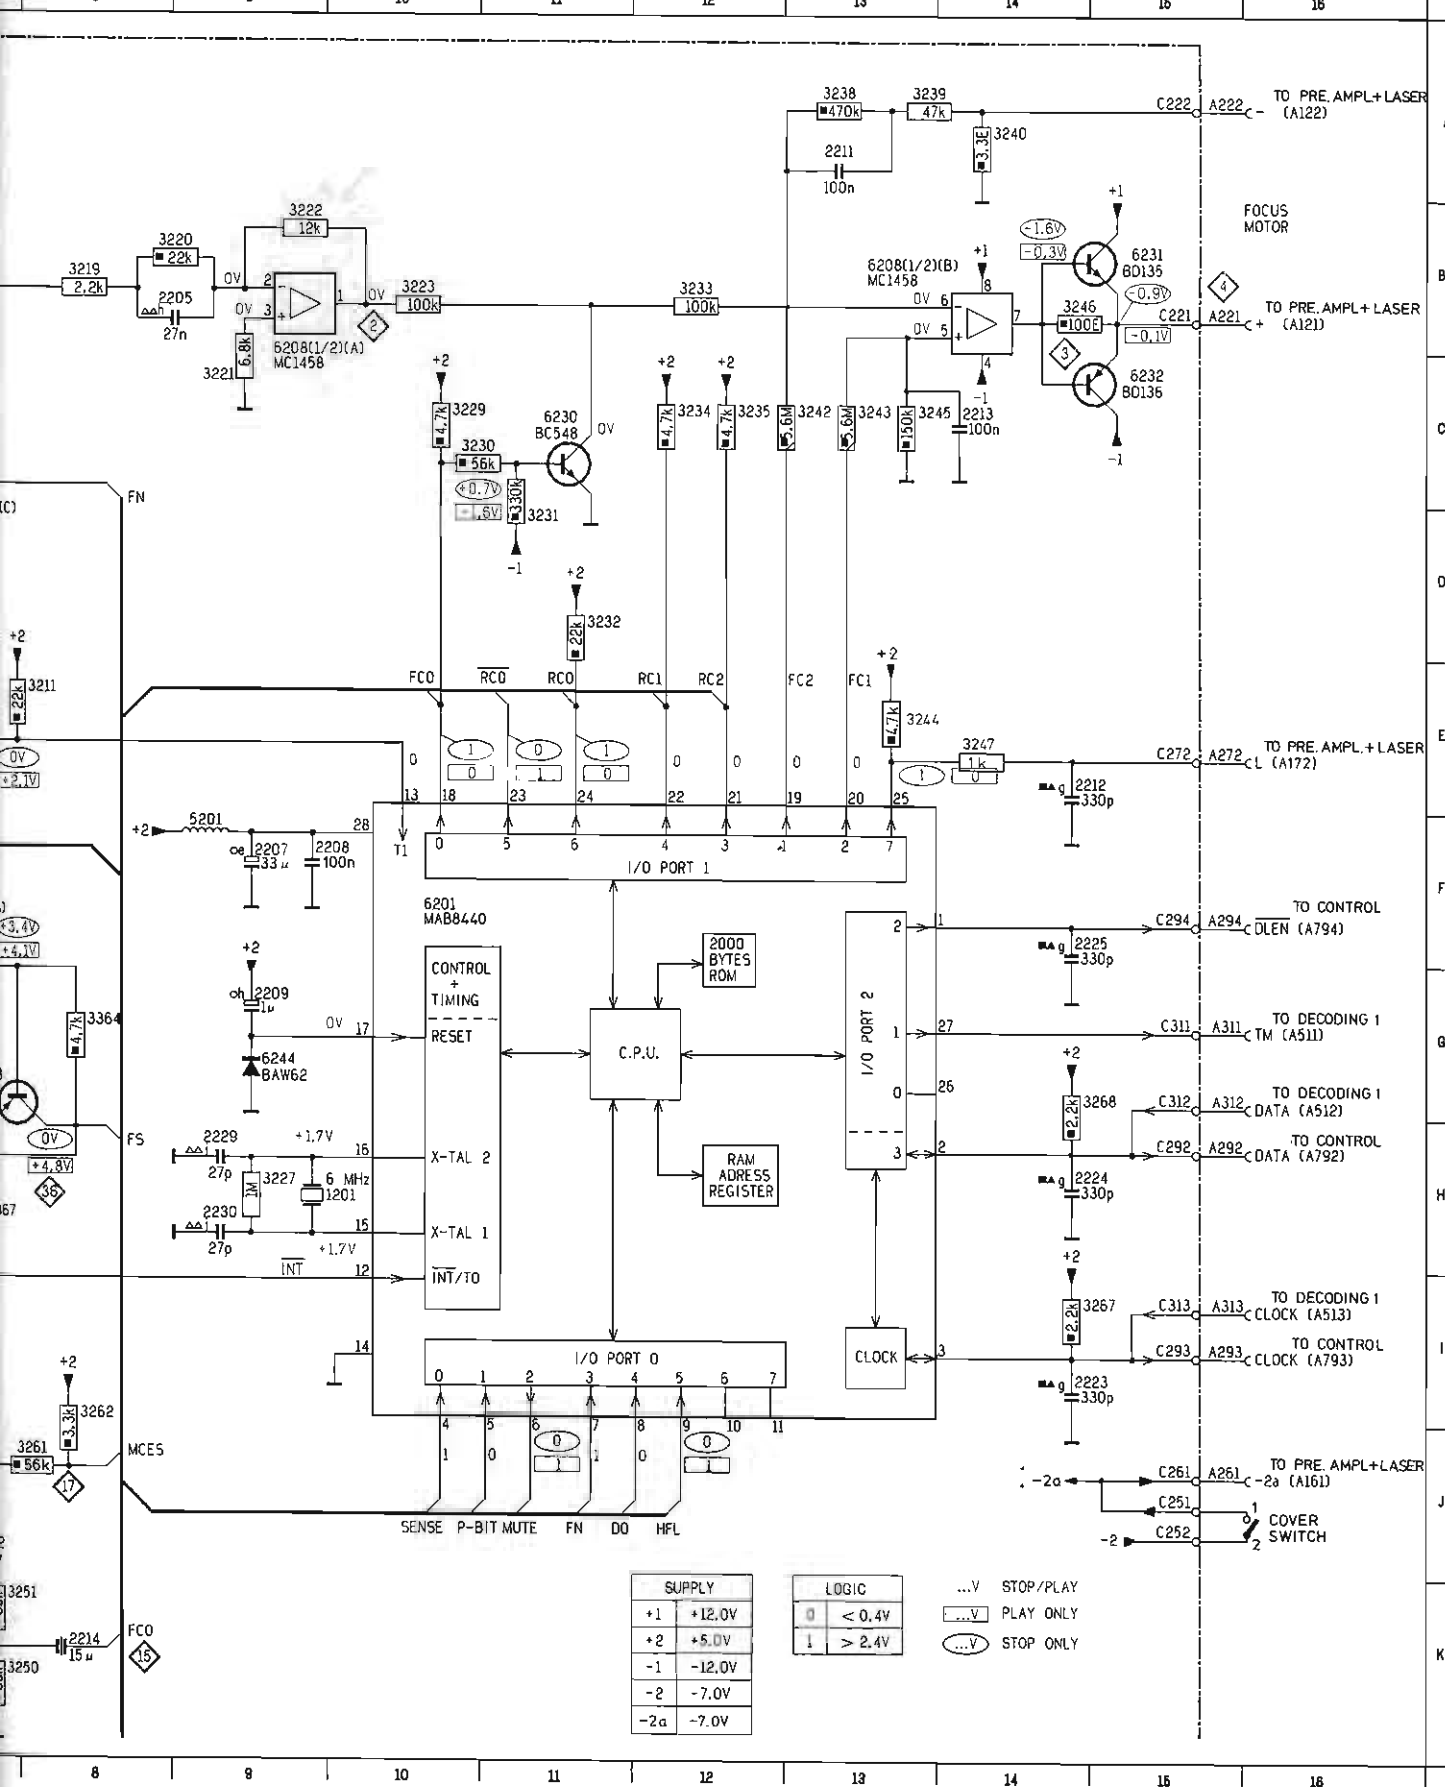 11 12 13 14 15 16
3238 3239
470k 47k
C222 A222 TO PRE. AMPL+ LASER
- (A122)
3240
3.3E
2211
100n
+1
FOCUS
MOTOR
3222
12k
3220
22k
-1.6V
-0.3V
6231
BD135
B
3219
2.2k
2205
27n
0V 2
-
3
+
0V
1 0V
3223
100k
2
3233
100k
6208(1/2)(B)
MC1458
+1
8
0V 6
-
0V 5
+
7
4
-1
3246
100E
3
-0.9V
-0.1V
4
C221 A221 TO PRE. AMPL+ LASER
+ (A121)
6.8k
3221
6208(1/2)(A)
MC1458
6232
BD136
-1
+2
3229
4.7k
3230
56k
+0.7V
-1.6V
6230
BC548
0V
330k
3231
-1
+2
4.7k
3234
+2
4.7k
3235
5.6M
3242
5.6M
3243
150k
3245
2213
100n
C
FN
(C)
D
+2
22k
3232
+2
22k
3211
0V
+2.1V
FC0 RC0 RC0 RC1 RC2 FC2 FC1
+2
4.7k
3244
E
0
1 0 1
0 1 0
0 0 0 0
1
0
3247
1k
2212
330p
C272 A272 TO PRE. AMPL.+ LASER
L (A172)
13 18 23 24 22 21 19 20 25
+2 5201 28
2207
33µ
2208
100n
T1 0 5 6 4 3 1 2 7
I/O PORT 1
F
+3.4V
+4.1V
6201
MAB8440
CONTROL
+
TIMING
RESET
X-TAL 2
X-TAL 1
INT/T0
2000
BYTES
ROM
C.P.U.
RAM
ADRESS
REGISTER
I/O PORT 2
2 1
1 27
0 26
3 2
CLOCK 3
2225
330p
C294 A294 TO CONTROL
DLEN (A794)
+2
2209
1µ
0V 17
6244
BAW62
4.7k
3364
C311 A311 TO DECODING 1
TM (A511)
G
+2
2.2k
3268
C312 A312 TO DECODING 1
DATA (A512)
C292 A292 TO CONTROL
DATA (A792)
2224
330p
FS
0V
+4.8V
36
2229
27p
+1.7V 16
1M
3227
6 MHz
1201
2230
27p
15
+1.7V
INT 12
H
+2
2.2k
3267
C313 A313 TO DECODING 1
CLOCK (A513)
C293 A293 TO CONTROL
CLOCK (A793)
2223
330p
I
14
I/O PORT 0
0 1 2 3 4 5 6 7
4 5 6 7 8 9 10 11
1 0 0 1 0 0
1 1
+2
3.3k
3262
3261
56k
17
MCES
-2a C261 A261 TO PRE. AMPL+LASER
-2a (A161)
C251
-2 C252
1
2
COVER
SWITCH
J
SENSE P-BIT MUTE FN DO HFL
3251
2214
15µ
FCO
15
3250
SUPPLY
+1 +12.0V
+2 +5.0V
-1 -12.0V
-2 -7.0V
-2a -7.0V
LOGIC
0 < 0.4V
1 > 2.4V
...V STOP/PLAY
...V PLAY ONLY
...V STOP ONLY
K
8 9 10 11 12 13 14 15 16